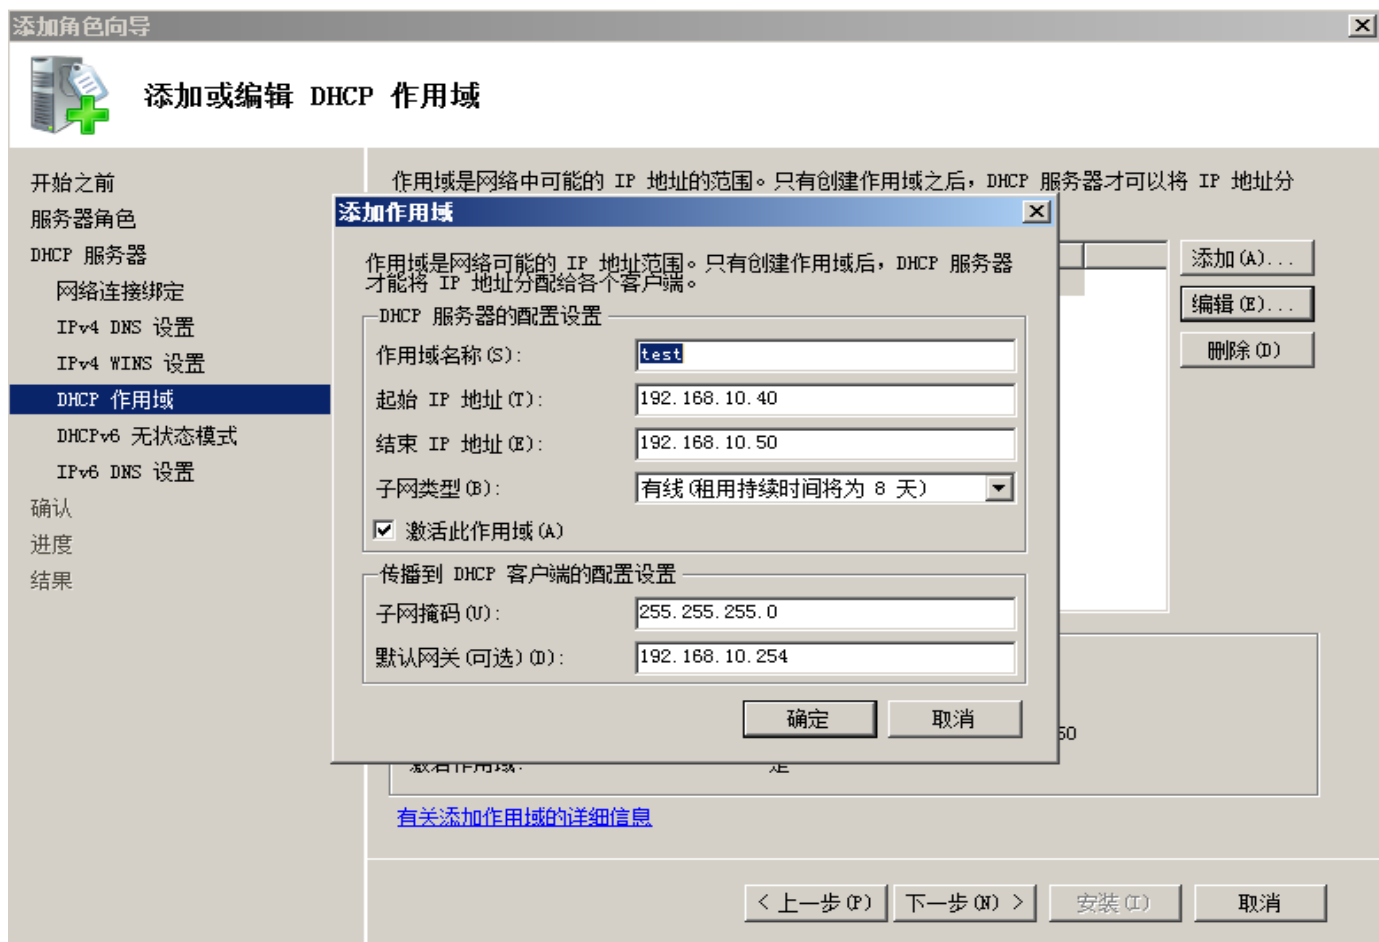 添加角色向导
添加或编辑 DHCP 作用域
开始之前
服务器角色
DHCP 服务器
网络连接绑定
IPv4 DNS 设置
IPv4 WINS 设置
DHCP 作用域
DHCPv6 无状态模式
IPv6 DNS 设置
确认
进度
结果
作用域是网络中可能的 IP 地址的范围。只有创建作用域之后，DHCP 服务器才可以将 IP 地址分
添加(A)...
编辑(E)...
删除(D)
添加作用域
作用域是网络可能的 IP 地址范围。只有创建作用域后，DHCP 服务器
才能将 IP 地址分配给各个客户端。
DHCP 服务器的配置设置
作用域名称(S): test
起始 IP 地址(T): 192.168.10.40
结束 IP 地址(E): 192.168.10.50
子网类型(B): 有线(租用持续时间将为 8 天)
激活此作用域(A)
传播到 DHCP 客户端的配置设置
子网掩码(U): 255.255.255.0
默认网关(可选)(D): 192.168.10.254
确定 取消
50
激活作用域: 是
有关添加作用域的详细信息
< 上一步(P) 下一步(N) > 安装(I) 取消